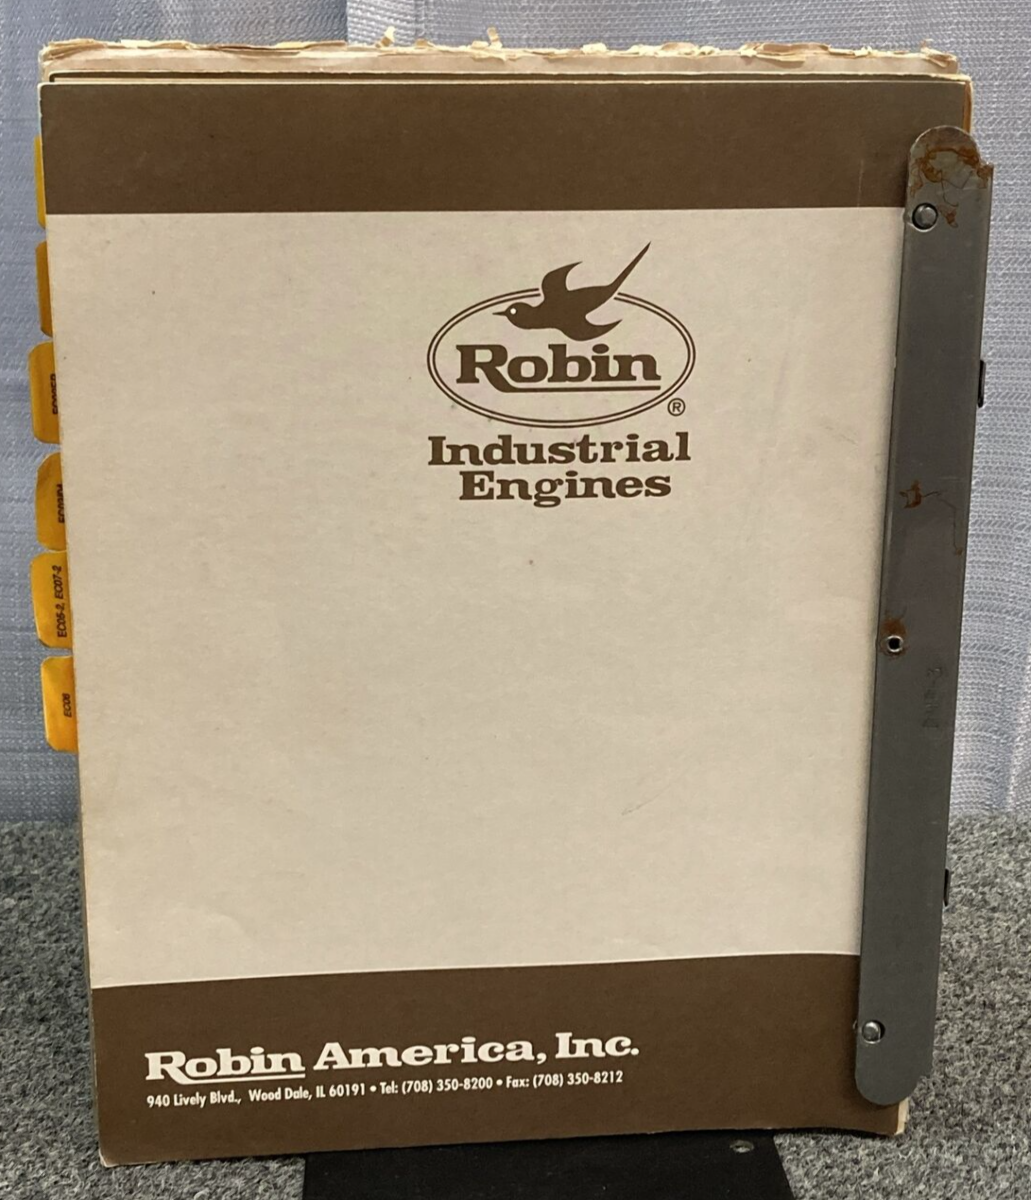 Robin
®
Industrial
Engines
EC05-2, EC07-2
EC06
Robin America, Inc.
940 Lively Blvd., Wood Dale, IL 60191 • Tel: (708) 350-8200 • Fax: (708) 350-8212